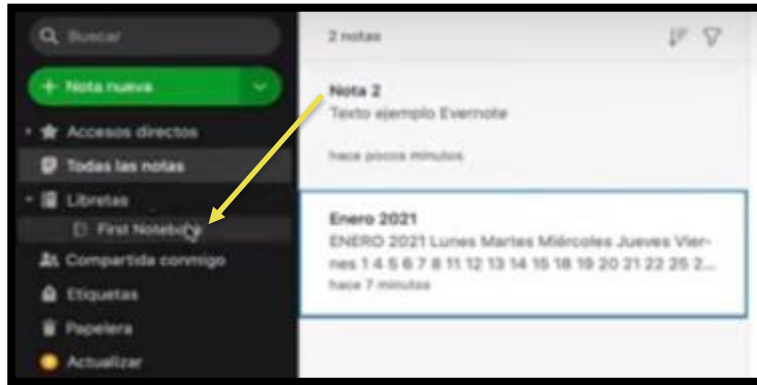 Buscar
+ Nota nueva
Accesos directos
Todas las notas
Libretas
First Notebook
Compartida conmigo
Etiquetas
Papelera
Actualizar
2 notas
Nota 2
Texto ejemplo Evernote
hace pocos minutos
Enero 2021
ENERO 2021 Lunes Martes Miércoles Jueves Vier-
nes 1 4 5 6 7 8 11 12 13 14 15 18 19 20 21 22 25 2...
hace 7 minutos